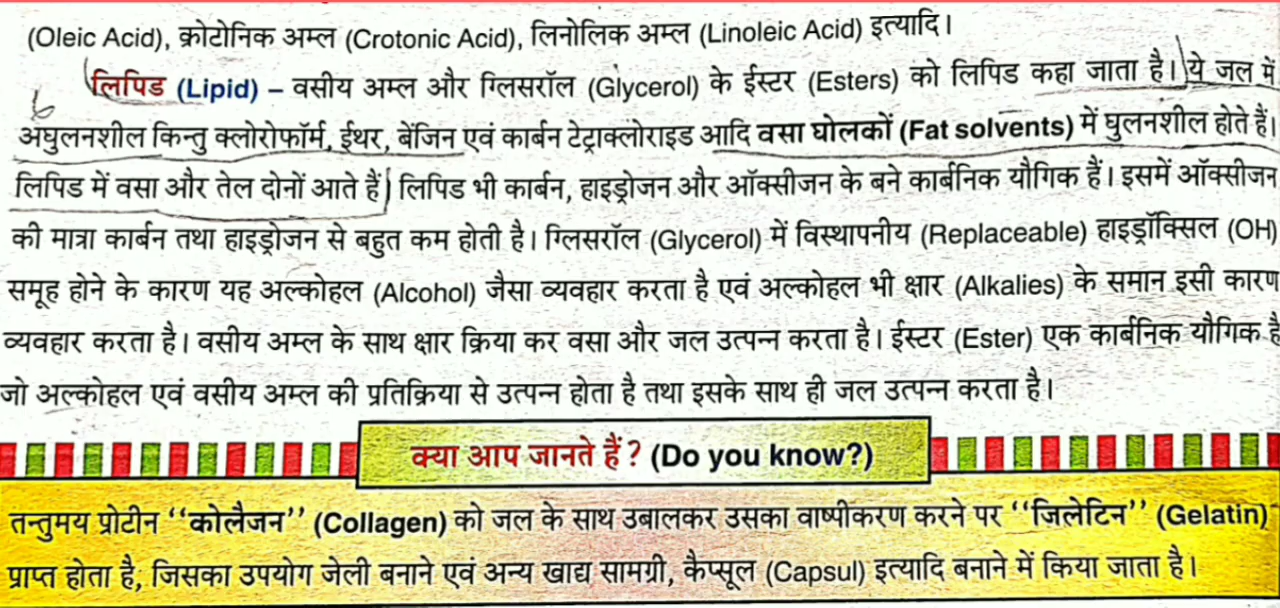 (Oleic Acid), क्रोटोनिक अम्ल (Crotonic Acid), लिनोलिक अम्ल (Linoleic Acid) इत्यादि।
लिपिड (Lipid) – वसीय अम्ल और ग्लिसरॉल (Glycerol) के ईस्टर (Esters) को लिपिड कहा जाता है। ये जल में
अघुलनशील किन्तु क्लोरोफॉर्म, ईथर, बेंजिन एवं कार्बन टेट्राक्लोराइड आदि वसा घोलकों (Fat solvents) में घुलनशील होते हैं।
लिपिड में वसा और तेल दोनों आते हैं। लिपिड भी कार्बन, हाइड्रोजन और ऑक्सीजन के बने कार्बनिक यौगिक हैं। इसमें ऑक्सीजन
की मात्रा कार्बन तथा हाइड्रोजन से बहुत कम होती है। ग्लिसरॉल (Glycerol) में विस्थापनीय (Replaceable) हाइड्रॉक्सिल (OH)
समूह होने के कारण यह अल्कोहल (Alcohol) जैसा व्यवहार करता है एवं अल्कोहल भी क्षार (Alkalies) के समान इसी कारण
व्यवहार करता है। वसीय अम्ल के साथ क्षार क्रिया कर वसा और जल उत्पन्न करता है। ईस्टर (Ester) एक कार्बनिक यौगिक है
जो अल्कोहल एवं वसीय अम्ल की प्रतिक्रिया से उत्पन्न होता है तथा इसके साथ ही जल उत्पन्न करता है।
क्या आप जानते हैं? (Do you know?)
तन्तुमय प्रोटीन ‘‘कोलैजन’’ (Collagen) को जल के साथ उबालकर उसका वाष्पीकरण करने पर ‘‘जिलेटिन’’ (Gelatin)
प्राप्त होता है, जिसका उपयोग जेली बनाने एवं अन्य खाद्य सामग्री, कैप्सूल (Capsul) इत्यादि बनाने में किया जाता है।